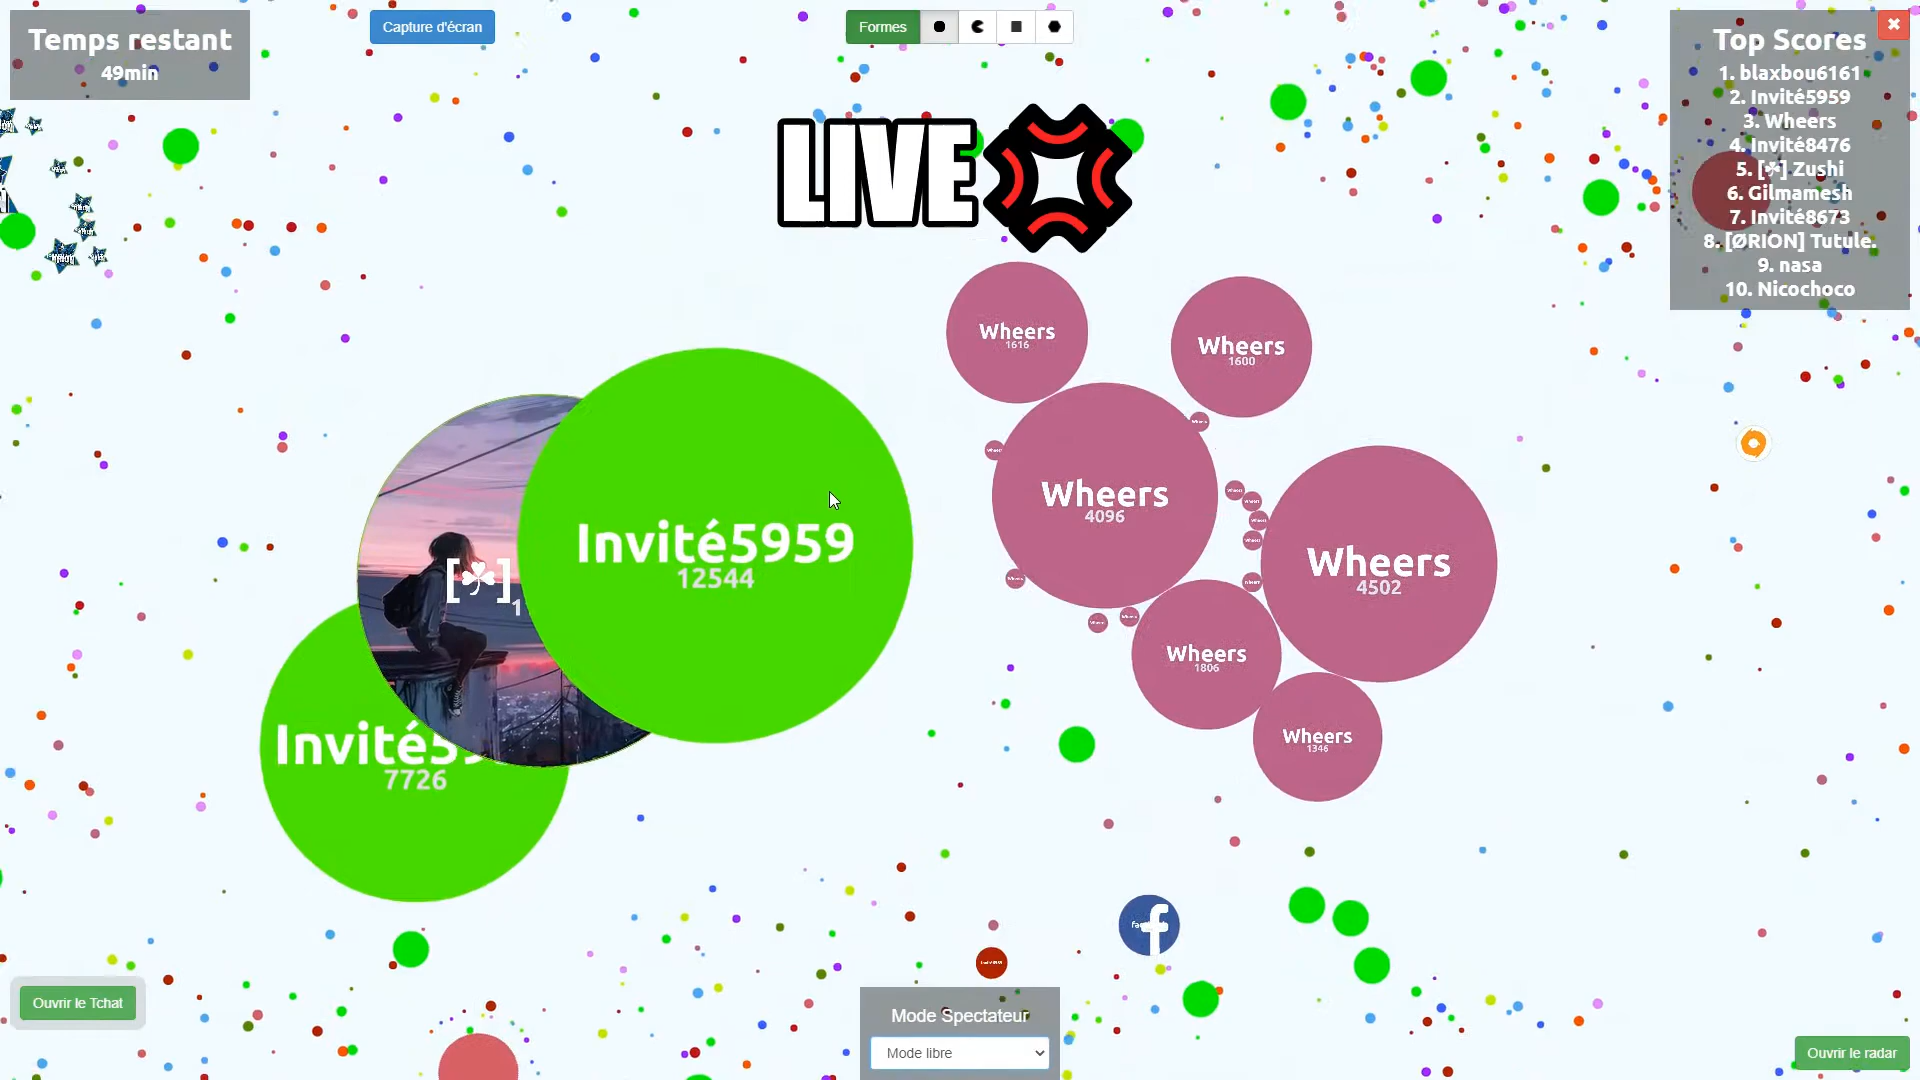 Temps restant
49min
Capture d'écran
Formes
Top Scores
1. blaxbou6161
2. Invité5959
3. Wheers
4. Invité8476
5. [☘] Zushi
6. Gilmamesh
7. Invité8673
8. [ØRION] Tutule.
9. nasa
10. Nicochoco
LIVE
Wheers
1616
Wheers
1600
Wheers
4096
Wheers
4502
Wheers
1806
Wheers
1346
Invité5959
12544
[☘]
1
Invité5
7726
Ouvrir le Tchat
Mode Spectateur
Mode libre
Ouvrir le radar